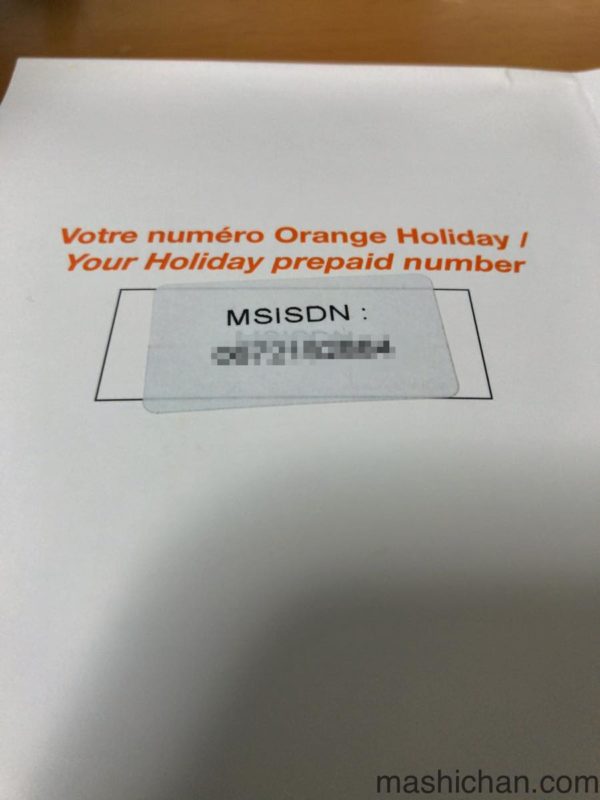 Votre numéro Orange Holiday /
Your Holiday prepaid number
MSISDN :
mashichan.com